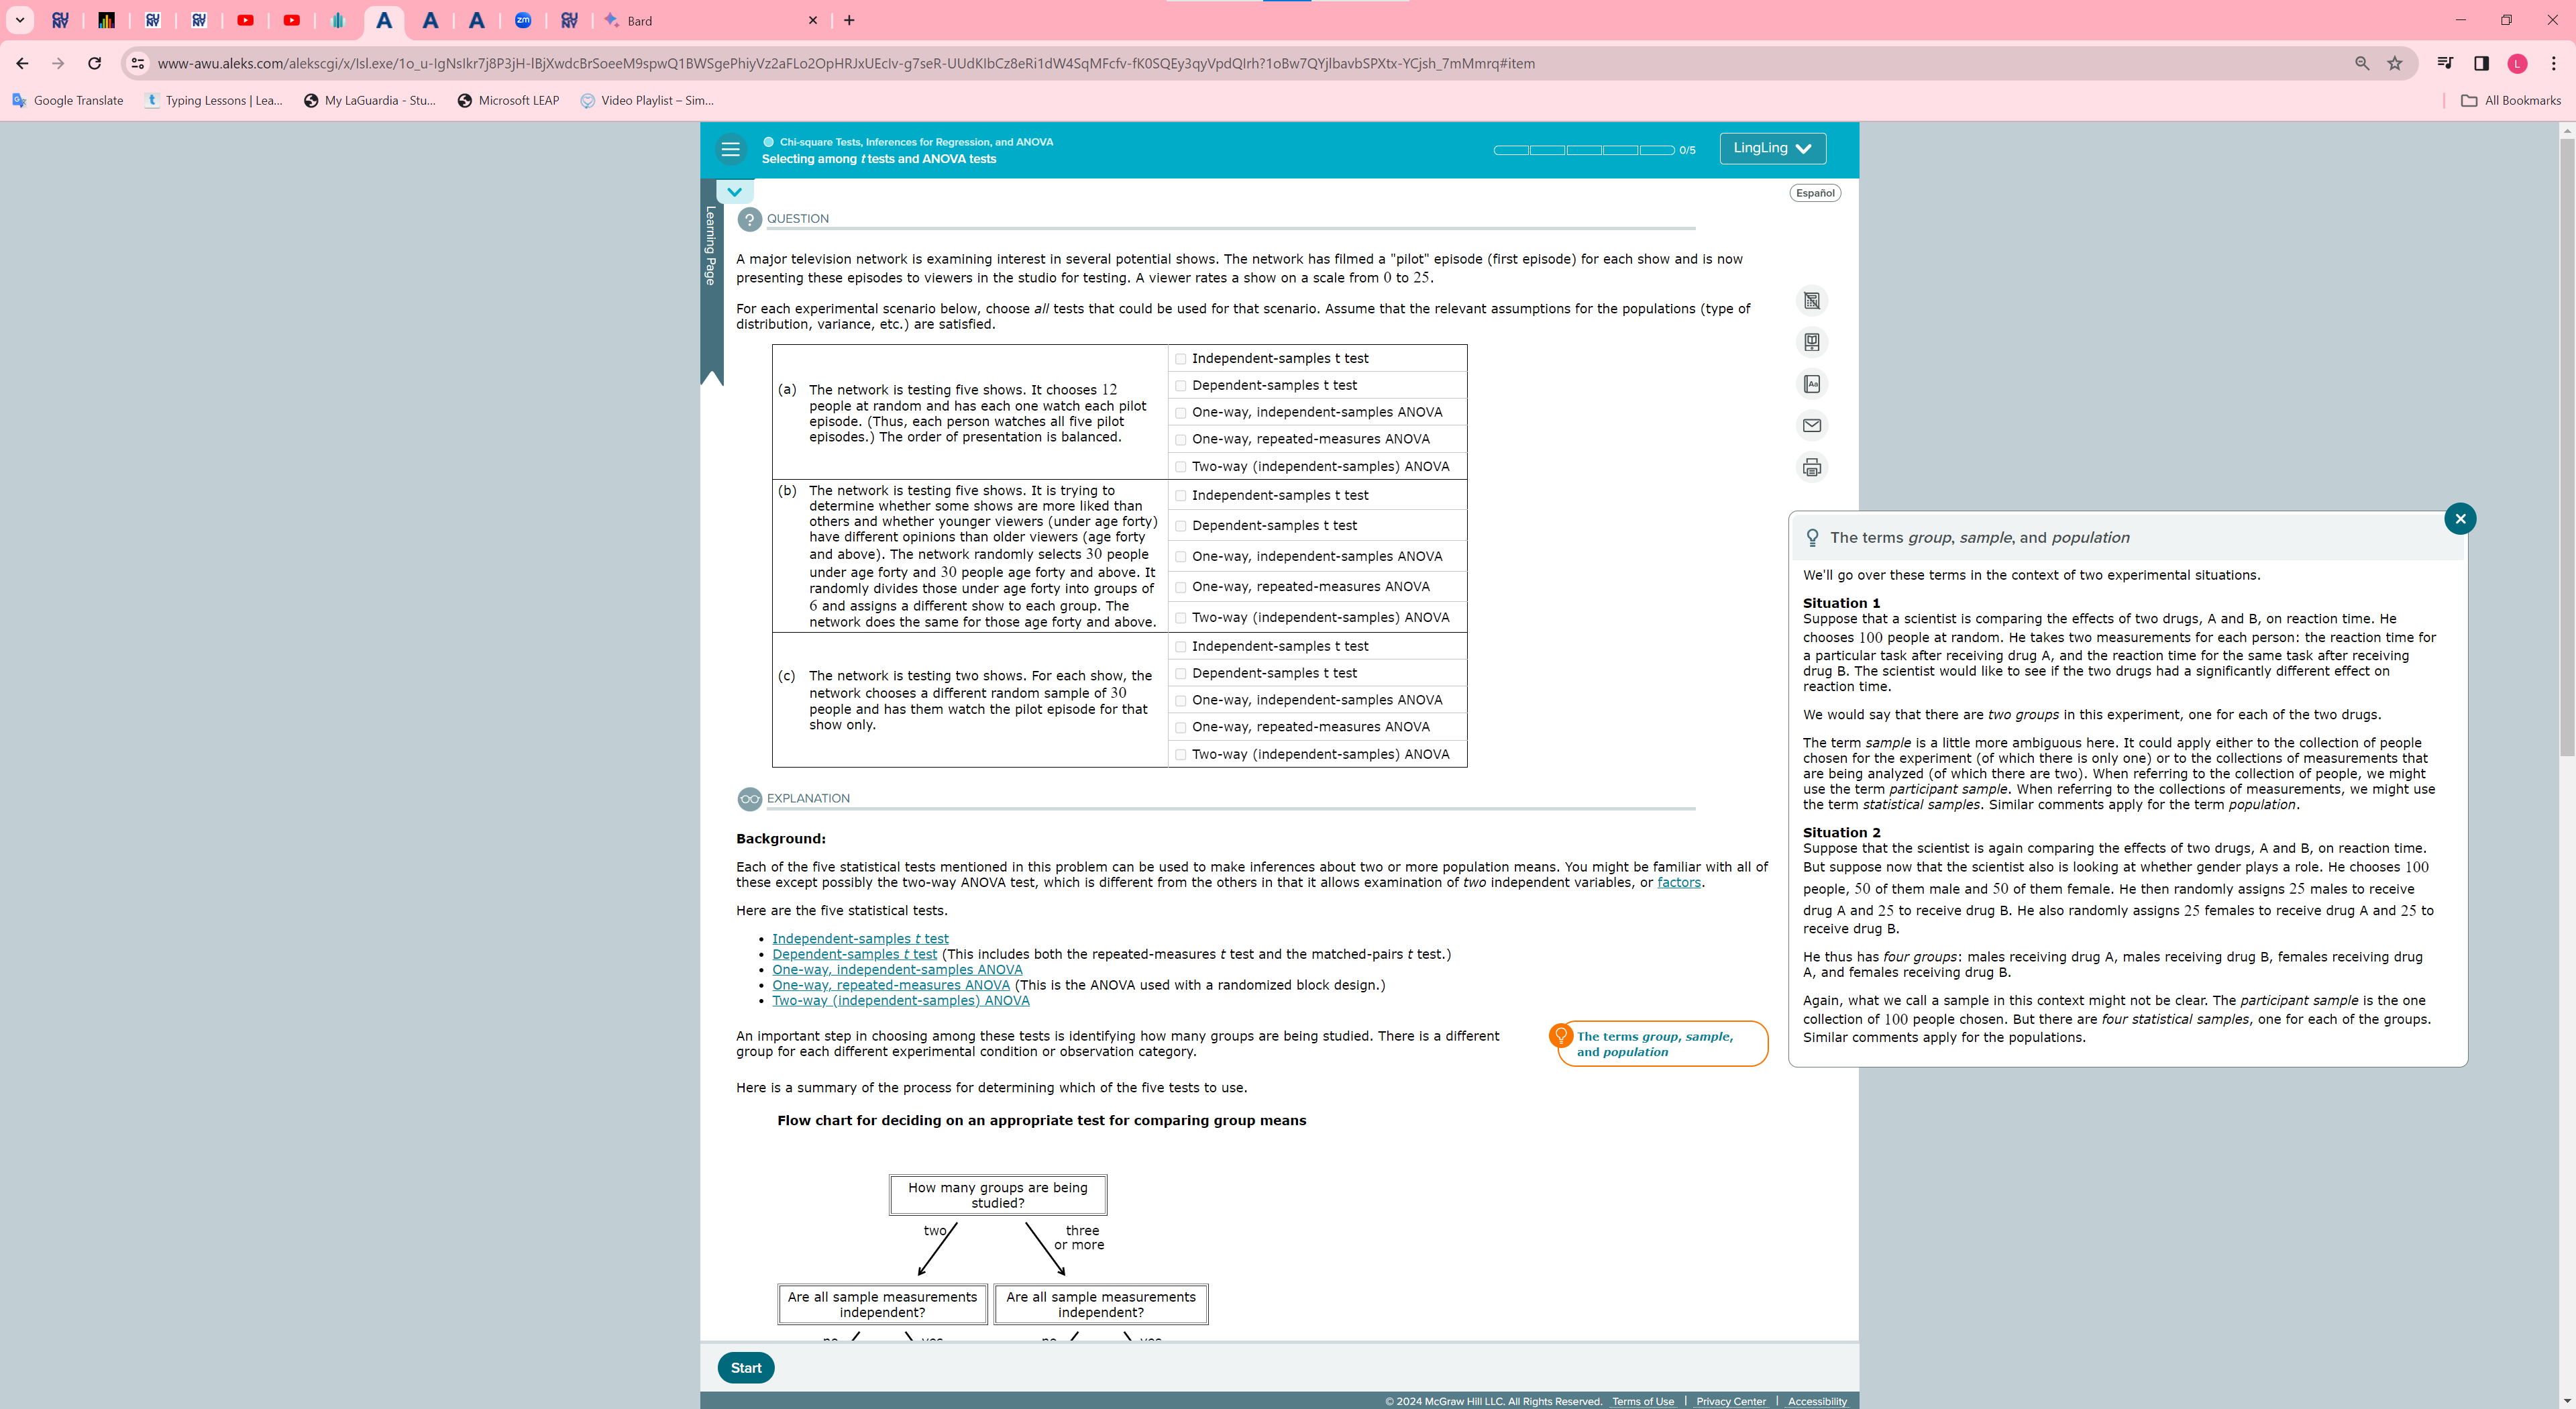 Bard
www-awu.aleks.com/alekscgi/x/Isl.exe/1o_u-IgNsIkr7j8P3jH-IBjXwdcBrSoeeM9spwQ1BWSgePhiyVz2aFLo2OpHRJxUEcIv-g7seR-UUdKIbCz8eRi1dW4SqMFcfv-fK0SQEy3qyVpdQIrh?1oBw7QYjlbavbSPXtx-YCjsh_7mMmrq#item
Google Translate
Typing Lessons | Lea...
My LaGuardia - Stu...
Microsoft LEAP
Video Playlist – Sim...
All Bookmarks
Chi-square Tests, Inferences for Regression, and ANOVA
Selecting among t tests and ANOVA tests
0/5
LingLing
Español
Learning Page
QUESTION
A major television network is examining interest in several potential shows. The network has filmed a "pilot" episode (first episode) for each show and is now
presenting these episodes to viewers in the studio for testing. A viewer rates a show on a scale from 0 to 25.
For each experimental scenario below, choose all tests that could be used for that scenario. Assume that the relevant assumptions for the populations (type of
distribution, variance, etc.) are satisfied.
(a) The network is testing five shows. It chooses 12
people at random and has each one watch each pilot
episode. (Thus, each person watches all five pilot
episodes.) The order of presentation is balanced.
Independent-samples t test
Dependent-samples t test
One-way, independent-samples ANOVA
One-way, repeated-measures ANOVA
Two-way (independent-samples) ANOVA
(b) The network is testing five shows. It is trying to
determine whether some shows are more liked than
others and whether younger viewers (under age forty)
have different opinions than older viewers (age forty
and above). The network randomly selects 30 people
under age forty and 30 people age forty and above. It
randomly divides those under age forty into groups of
6 and assigns a different show to each group. The
network does the same for those age forty and above.
Independent-samples t test
Dependent-samples t test
One-way, independent-samples ANOVA
One-way, repeated-measures ANOVA
Two-way (independent-samples) ANOVA
(c) The network is testing two shows. For each show, the
network chooses a different random sample of 30
people and has them watch the pilot episode for that
show only.
Independent-samples t test
Dependent-samples t test
One-way, independent-samples ANOVA
One-way, repeated-measures ANOVA
Two-way (independent-samples) ANOVA
EXPLANATION
Background:
Each of the five statistical tests mentioned in this problem can be used to make inferences about two or more population means. You might be familiar with all of
these except possibly the two-way ANOVA test, which is different from the others in that it allows examination of two independent variables, or factors.
Here are the five statistical tests.
• Independent-samples t test
• Dependent-samples t test (This includes both the repeated-measures t test and the matched-pairs t test.)
• One-way, independent-samples ANOVA
• One-way, repeated-measures ANOVA (This is the ANOVA used with a randomized block design.)
• Two-way (independent-samples) ANOVA
An important step in choosing among these tests is identifying how many groups are being studied. There is a different
group for each different experimental condition or observation category.
The terms group, sample,
and population
Here is a summary of the process for determining which of the five tests to use.
Flow chart for deciding on an appropriate test for comparing group means
How many groups are being
studied?
two
three
or more
Are all sample measurements
independent?
Are all sample measurements
independent?
no yes no yes
Start
© 2024 McGraw Hill LLC. All Rights Reserved. Terms of Use | Privacy Center | Accessibility
The terms group, sample, and population
We'll go over these terms in the context of two experimental situations.
Situation 1
Suppose that a scientist is comparing the effects of two drugs, A and B, on reaction time. He
chooses 100 people at random. He takes two measurements for each person: the reaction time for
a particular task after receiving drug A, and the reaction time for the same task after receiving
drug B. The scientist would like to see if the two drugs had a significantly different effect on
reaction time.
We would say that there are two groups in this experiment, one for each of the two drugs.
The term sample is a little more ambiguous here. It could apply either to the collection of people
chosen for the experiment (of which there is only one) or to the collections of measurements that
are being analyzed (of which there are two). When referring to the collection of people, we might
use the term participant sample. When referring to the collections of measurements, we might use
the term statistical samples. Similar comments apply for the term population.
Situation 2
Suppose that the scientist is again comparing the effects of two drugs, A and B, on reaction time.
But suppose now that the scientist also is looking at whether gender plays a role. He chooses 100
people, 50 of them male and 50 of them female. He then randomly assigns 25 males to receive
drug A and 25 to receive drug B. He also randomly assigns 25 females to receive drug A and 25 to
receive drug B.
He thus has four groups: males receiving drug A, males receiving drug B, females receiving drug
A, and females receiving drug B.
Again, what we call a sample in this context might not be clear. The participant sample is the one
collection of 100 people chosen. But there are four statistical samples, one for each of the groups.
Similar comments apply for the populations.